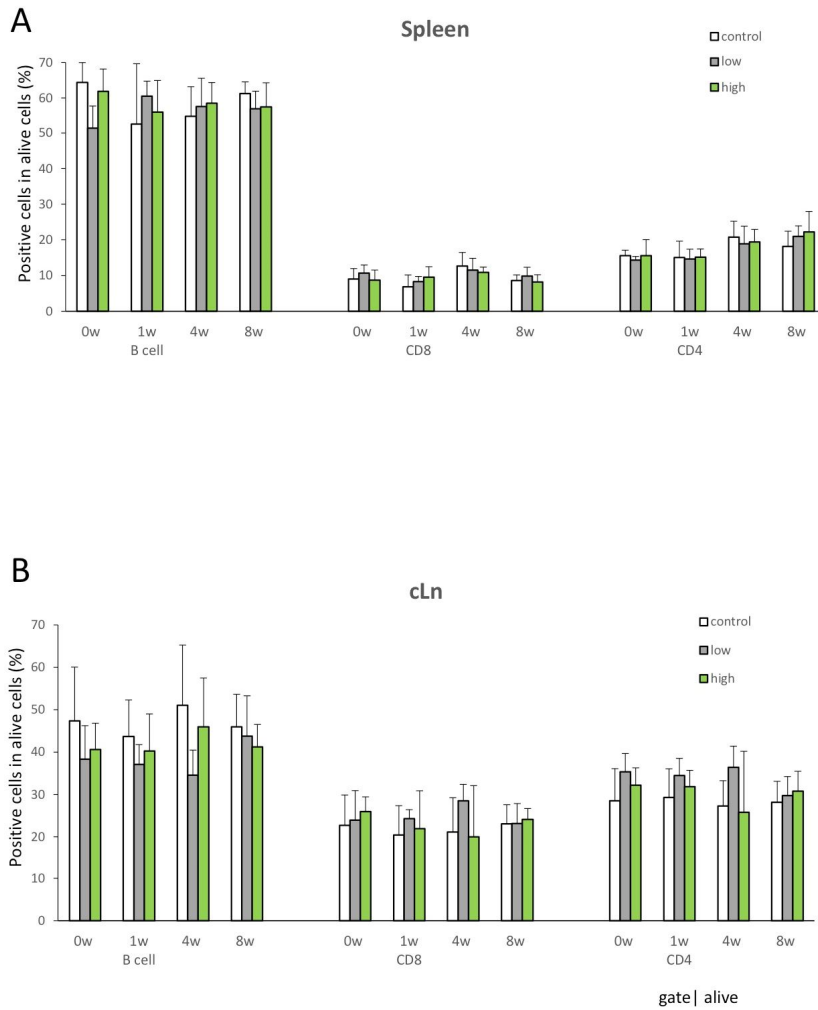 A
Spleen
control
low
high
Positive cells in alive cells (%)
70
60
50
40
30
20
10
0
0w 1w 4w 8w 0w 1w 4w 8w 0w 1w 4w 8w
B cell CD8 CD4
B
cLn
control
low
high
Positive cells in alive cells (%)
70
60
50
40
30
20
10
0
0w 1w 4w 8w 0w 1w 4w 8w 0w 1w 4w 8w
B cell CD8 CD4
gate| alive